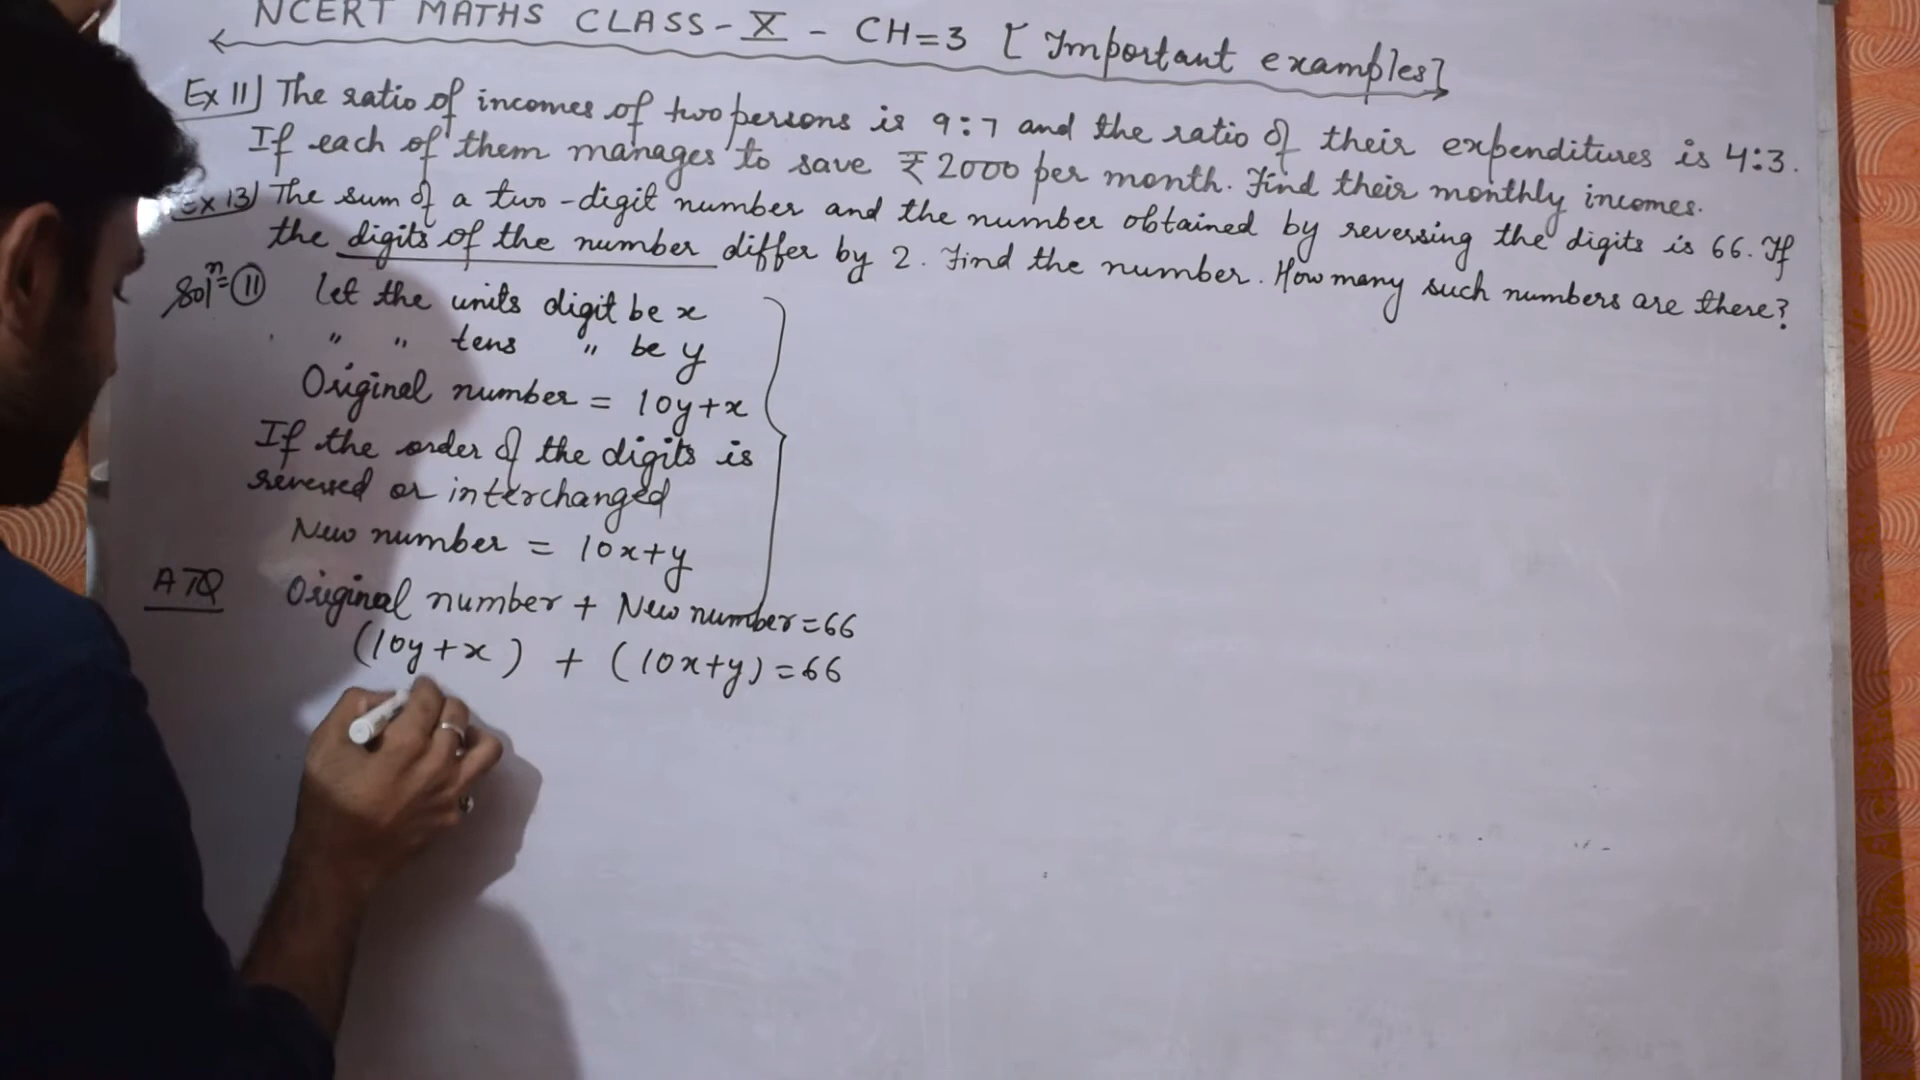 NCERT MATHS CLASS-X - CH=3 [Important examples]
Ex 11) The ratio of incomes of two persons is 9:7 and the ratio of their expenditures is 4:3.
If each of them manages to save ₹2000 per month. Find their monthly incomes.
Ex 13) The sum of a two-digit number and the number obtained by reversing the digits is 66. If
the digits of the number differ by 2. Find the number. How many such numbers are there?
Solⁿ= ⑪ Let the units digit be x
" " tens " be y
Original number = 10y+x
If the order of the digits is
reversed or interchanged
New number = 10x+y
ATQ Original number + New number=66
(10y+x) + (10x+y)=66